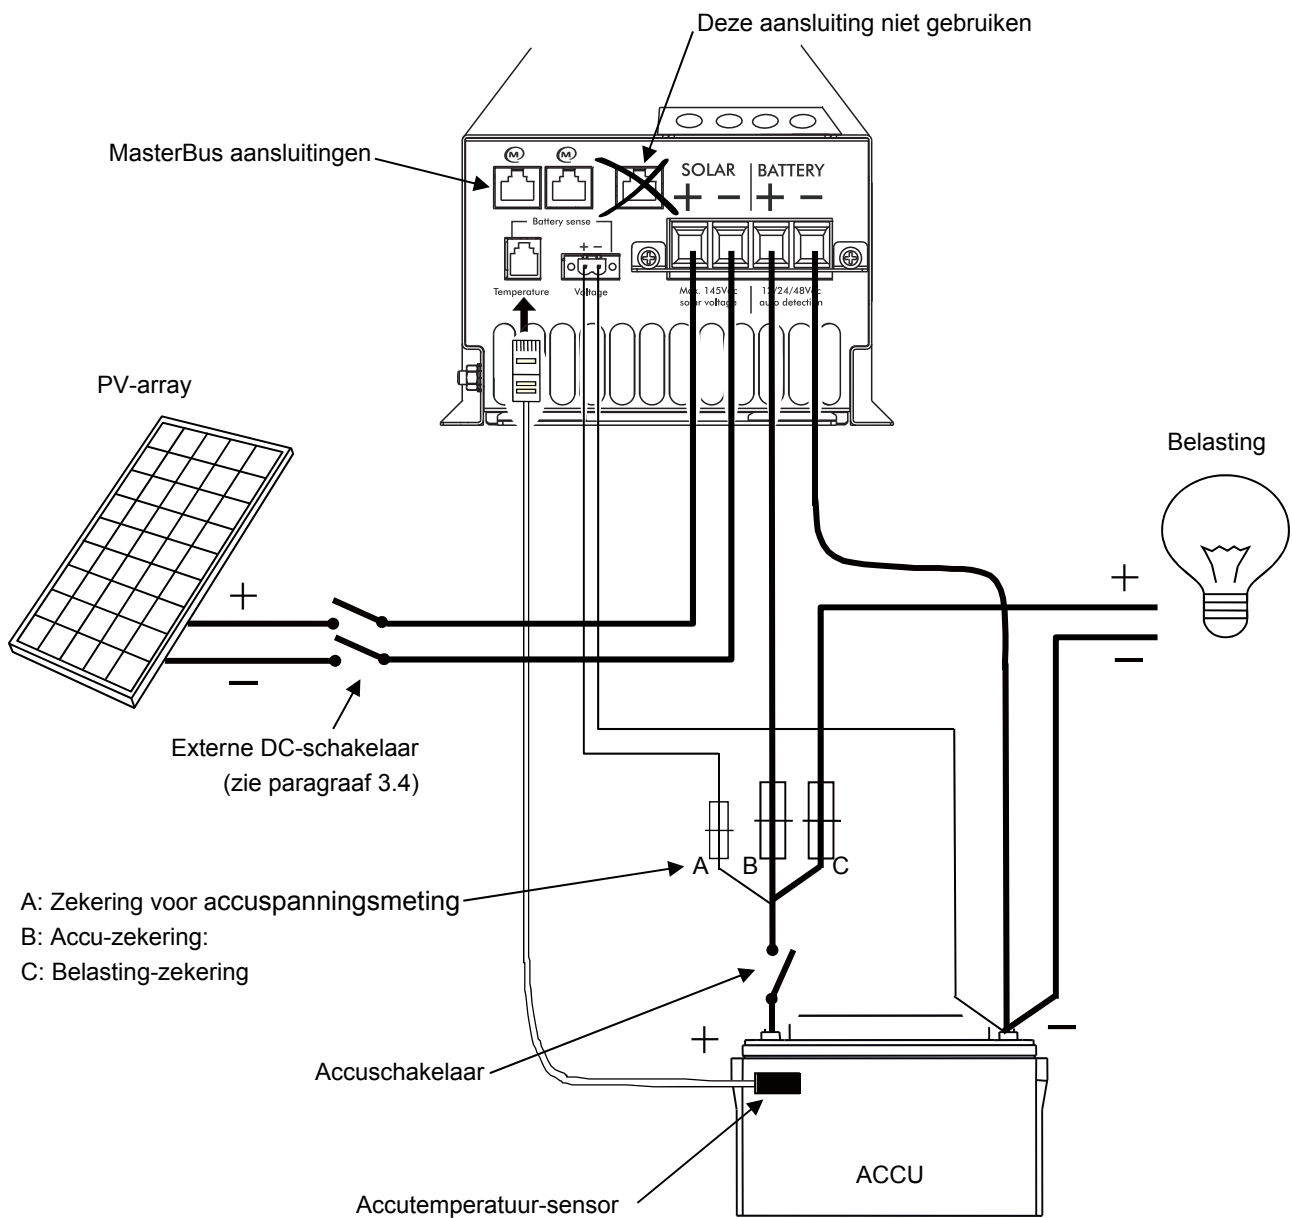 Deze aansluiting niet gebruiken
MasterBus aansluitingen
M M
SOLAR BATTERY
+ − + −
Battery sense
+ −
Temperature Voltage
Max. 145Vdc
solar voltage
12/24/48Vdc
auto detection
PV-array
Belasting
+
−
+
−
Externe DC-schakelaar
(zie paragraaf 3.4)
A B C
A: Zekering voor accuspanningsmeting
B: Accu-zekering:
C: Belasting-zekering
+ −
Accuschakelaar
ACCU
Accutemperatuur-sensor